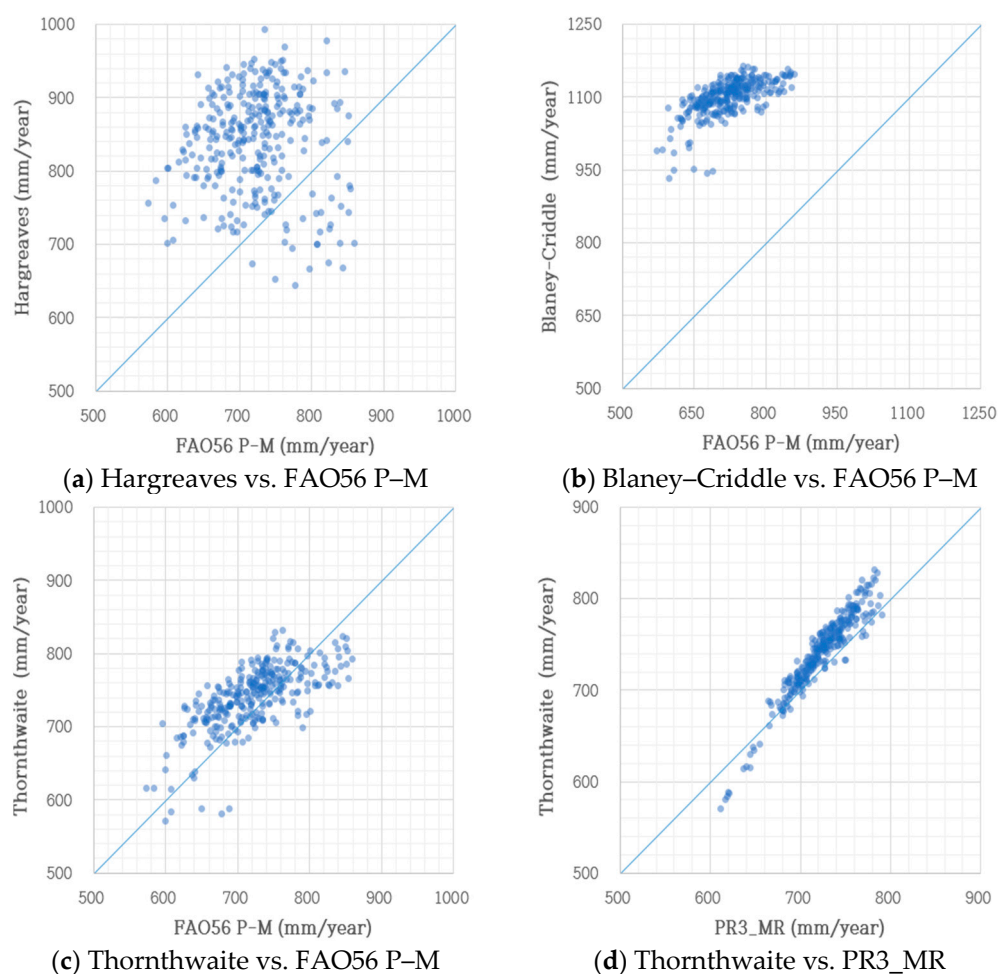 1000
900
800
700
600
500
Hargreaves (mm/year)
500 600 700 800 900 1000
FAO56 P-M (mm/year)
(a) Hargreaves vs. FAO56 P–M
1250
1100
950
800
650
500
Blaney-Criddle (mm/year)
500 650 800 950 1100 1250
FAO56 P-M (mm/year)
(b) Blaney–Criddle vs. FAO56 P–M
1000
900
800
700
600
500
Thornthwaite (mm/year)
500 600 700 800 900 1000
FAO56 P-M (mm/year)
(c) Thornthwaite vs. FAO56 P–M
900
800
700
600
500
Thornthwaite (mm/year)
500 600 700 800 900
PR3_MR (mm/year)
(d) Thornthwaite vs. PR3_MR